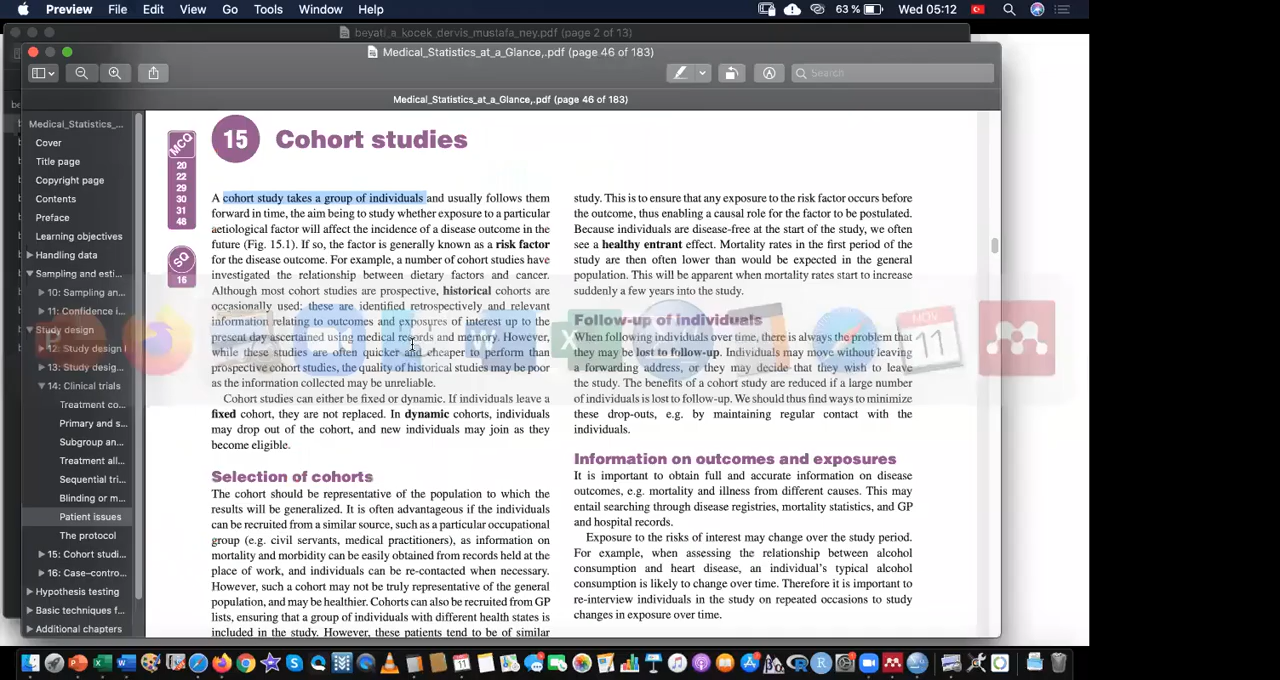 Preview File Edit View Go Tools Window Help 63 % Wed 05:12
beyati_a_kocek_dervis_mustafa_ney.pdf (page 2 of 13)
Medical_Statistics_at_a_Glance,.pdf (page 46 of 183)
Search
Medical_Statistics_at_a_Glance,.pdf (page 46 of 183)
Medical_Statistics_...
Cover
Title page
Copyright page
Contents
Preface
Learning objectives
Handling data
Sampling and esti...
10: Sampling an...
11: Confidence i...
Study design
12: Study design I
13: Study desig...
14: Clinical trials
Treatment co...
Primary and s...
Subgroup an...
Treatment all...
Sequential tri...
Blinding or m...
Patient issues
The protocol
15: Cohort studi...
16: Case–contro...
Hypothesis testing
Basic techniques f...
Additional chapters
MCQ
20
22
29
30
31
48
SQ
16
15 Cohort studies
A cohort study takes a group of individuals and usually follows them
forward in time, the aim being to study whether exposure to a particular
aetiological factor will affect the incidence of a disease outcome in the
future (Fig. 15.1). If so, the factor is generally known as a risk factor
for the disease outcome. For example, a number of cohort studies have
investigated the relationship between dietary factors and cancer.
Although most cohort studies are prospective, historical cohorts are
occasionally used: these are identified retrospectively and relevant
information relating to outcomes and exposures of interest up to the
present day ascertained using medical records and memory. However,
while these studies are often quicker and cheaper to perform than
prospective cohort studies, the quality of historical studies may be poor
as the information collected may be unreliable.
Cohort studies can either be fixed or dynamic. If individuals leave a
fixed cohort, they are not replaced. In dynamic cohorts, individuals
may drop out of the cohort, and new individuals may join as they
become eligible.
Selection of cohorts
The cohort should be representative of the population to which the
results will be generalized. It is often advantageous if the individuals
can be recruited from a similar source, such as a particular occupational
group (e.g. civil servants, medical practitioners), as information on
mortality and morbidity can be easily obtained from records held at the
place of work, and individuals can be re-contacted when necessary.
However, such a cohort may not be truly representative of the general
population, and may be healthier. Cohorts can also be recruited from GP
lists, ensuring that a group of individuals with different health states is
included in the study. However, these patients tend to be of similar
study. This is to ensure that any exposure to the risk factor occurs before
the outcome, thus enabling a causal role for the factor to be postulated.
Because individuals are disease-free at the start of the study, we often
see a healthy entrant effect. Mortality rates in the first period of the
study are then often lower than would be expected in the general
population. This will be apparent when mortality rates start to increase
suddenly a few years into the study.
Follow-up of individuals
When following individuals over time, there is always the problem that
they may be lost to follow-up. Individuals may move without leaving
a forwarding address, or they may decide that they wish to leave
the study. The benefits of a cohort study are reduced if a large number
of individuals is lost to follow-up. We should thus find ways to minimize
these drop-outs, e.g. by maintaining regular contact with the
individuals.
Information on outcomes and exposures
It is important to obtain full and accurate information on disease
outcomes, e.g. mortality and illness from different causes. This may
entail searching through disease registries, mortality statistics, and GP
and hospital records.
Exposure to the risks of interest may change over the study period.
For example, when assessing the relationship between alcohol
consumption and heart disease, an individual's typical alcohol
consumption is likely to change over time. Therefore it is important to
re-interview individuals in the study on repeated occasions to study
changes in exposure over time.
NOV
11